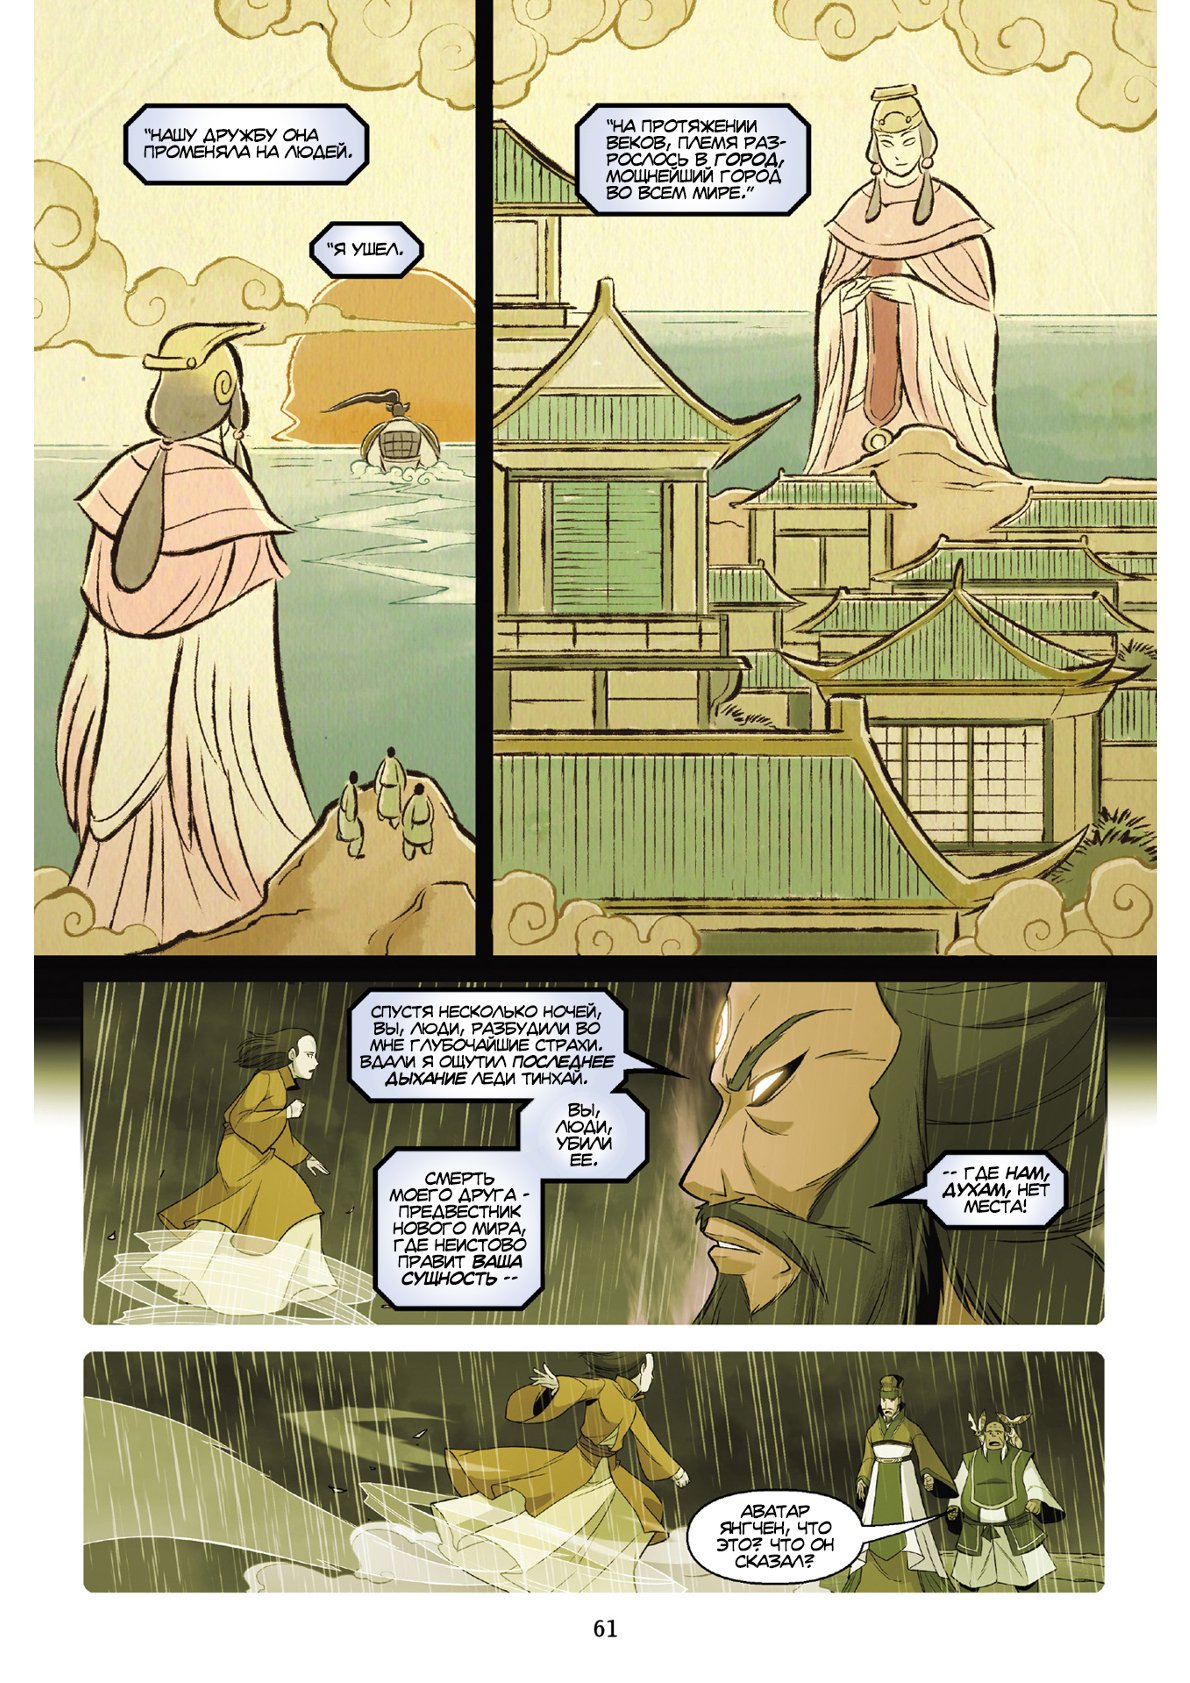 "НАШУ ДРУЖБУ ОНА
ПРОМЕНЯЛА НА ЛЮДЕЙ.
"Я УШЕЛ.
"НА ПРОТЯЖЕНИИ
ВЕКОВ, ПЛЕМЯ РАЗ-
РОСЛОСЬ В ГОРОД,
МОЩНЕЙШИЙ ГОРОД
ВО ВСЕМ МИРЕ."
СПУСТЯ НЕСКОЛЬКО НОЧЕЙ,
ВЫ, ЛЮДИ, РАЗБУДИЛИ ВО
МНЕ ГЛУБОЧАЙШИЕ СТРАХИ.
ВДАЛИ Я ОЩУТИЛ ПОСЛЕДНЕЕ
ДЫХАНИЕ ЛЕДИ ТИНХАЙ.
ВЫ,
ЛЮДИ,
УБИЛИ
ЕЕ.
СМЕРТЬ
МОЕГО ДРУГА -
ПРЕДВЕСТНИК
НОВОГО МИРА,
ГДЕ НЕИСТОВО
ПРАВИТ ВАША
СУЩНОСТЬ --
-- ГДЕ НАМ,
ДУХАМ, НЕТ
МЕСТА!
АВАТАР
ЯНГЧЕН, ЧТО
ЭТО? ЧТО ОН
СКАЗАЛ?
61